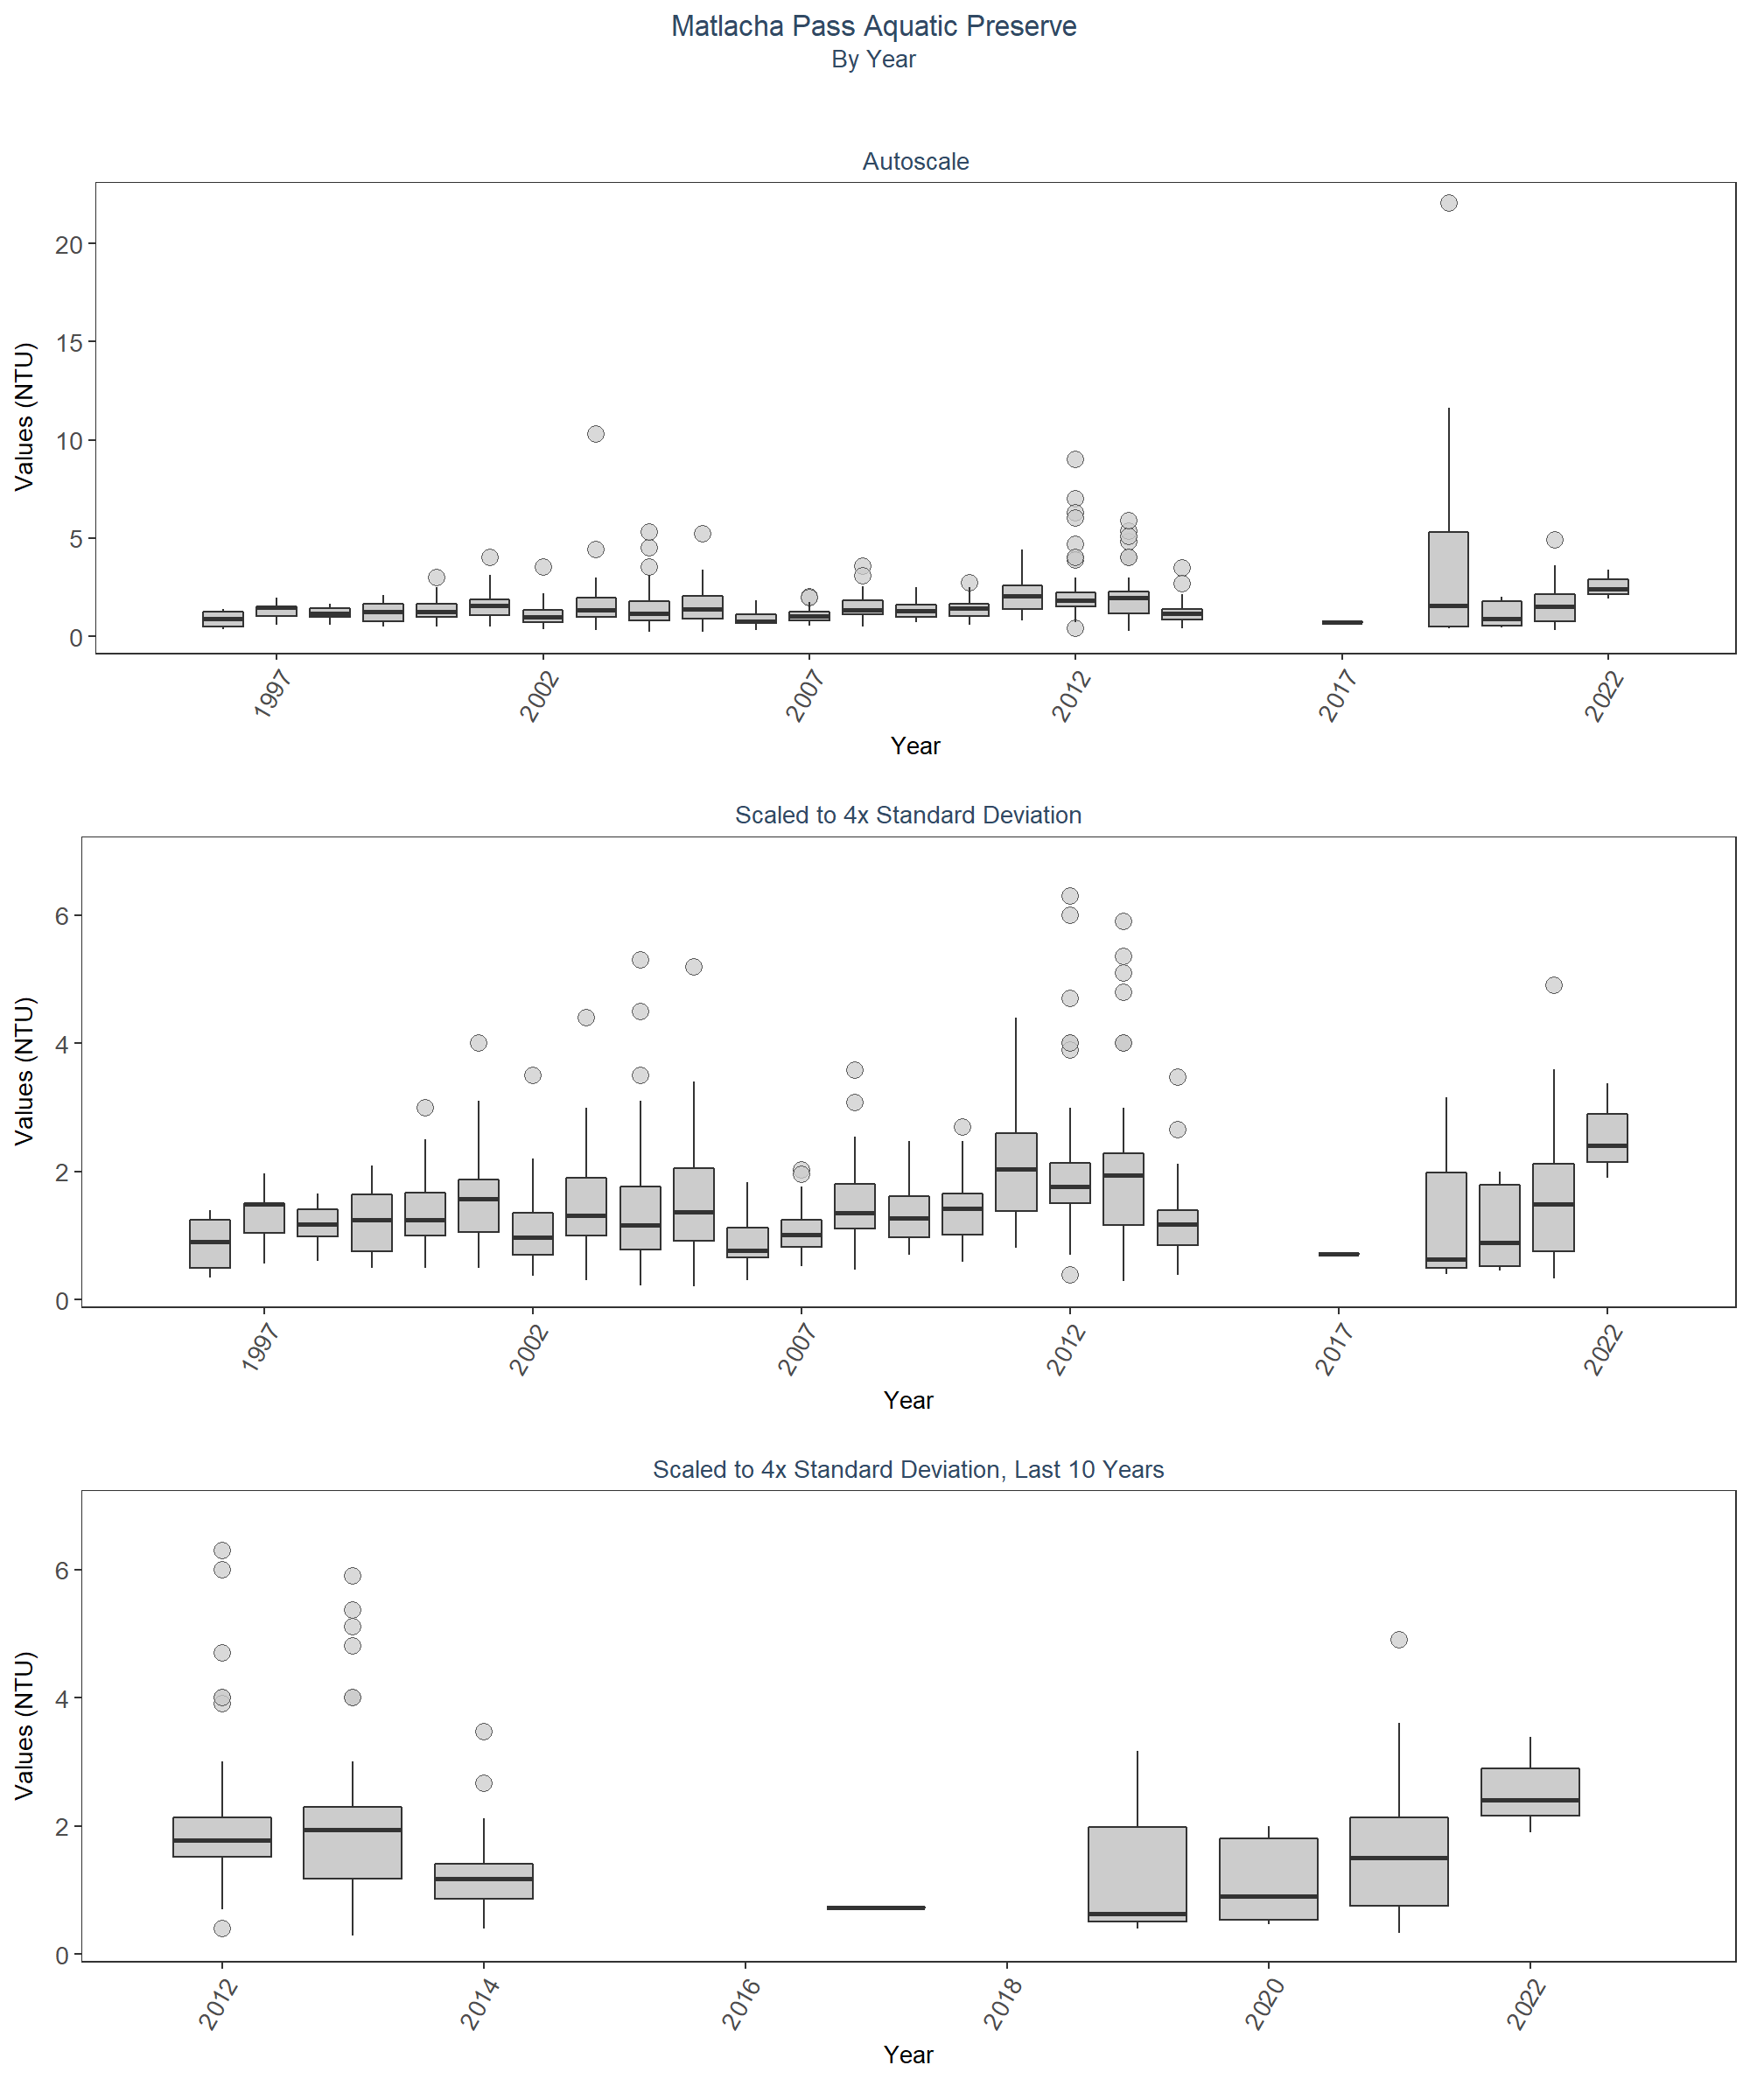 Matlacha Pass Aquatic Preserve
By Year
Autoscale
Values (NTU)
20
15
10
5
0
1997
2002
2007
2012
2017
2022
Year
Scaled to 4x Standard Deviation
Values (NTU)
6
4
2
0
1997
2002
2007
2012
2017
2022
Year
Scaled to 4x Standard Deviation, Last 10 Years
Values (NTU)
6
4
2
0
2012
2014
2016
2018
2020
2022
Year